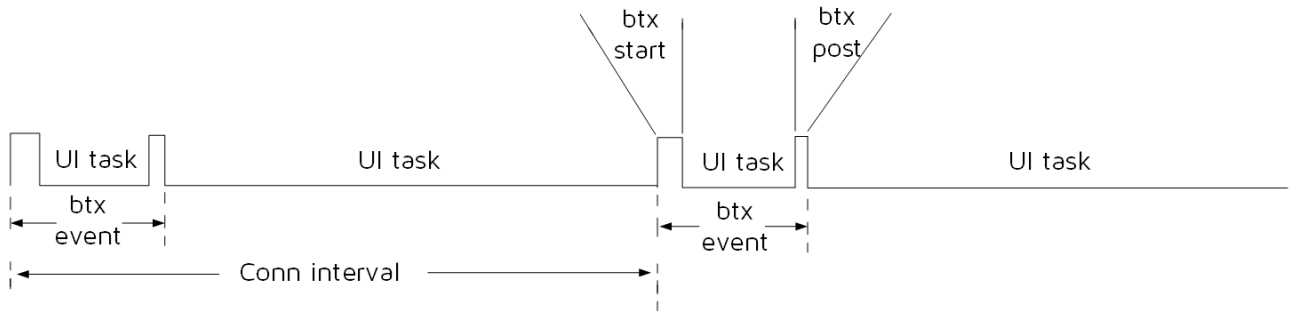 btx
start
btx
post
UI task
UI task
UI task
UI task
btx
event
btx
event
Conn interval